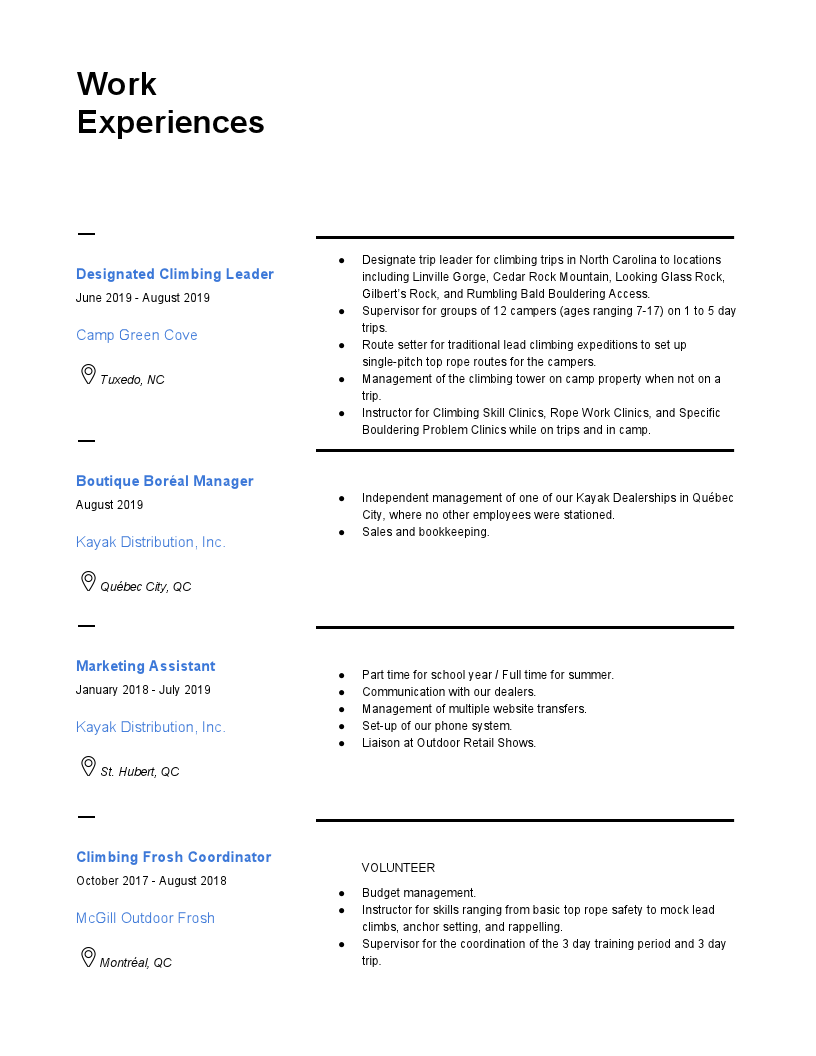 Work
Experiences
Designated Climbing Leader
June 2019 - August 2019
Camp Green Cove
Tuxedo, NC
● Designate trip leader for climbing trips in North Carolina to locations
including Linville Gorge, Cedar Rock Mountain, Looking Glass Rock,
Gilbert's Rock, and Rumbling Bald Bouldering Access.
● Supervisor for groups of 12 campers (ages ranging 7-17) on 1 to 5 day
trips.
● Route setter for traditional lead climbing expeditions to set up
single-pitch top rope routes for the campers.
● Management of the climbing tower on camp property when not on a
trip.
● Instructor for Climbing Skill Clinics, Rope Work Clinics, and Specific
Bouldering Problem Clinics while on trips and in camp.
Boutique Boréal Manager
August 2019
Kayak Distribution, Inc.
Québec City, QC
● Independent management of one of our Kayak Dealerships in Québec
City, where no other employees were stationed.
● Sales and bookkeeping.
Marketing Assistant
January 2018 - July 2019
Kayak Distribution, Inc.
St. Hubert, QC
● Part time for school year / Full time for summer.
● Communication with our dealers.
● Management of multiple website transfers.
● Set-up of our phone system.
● Liaison at Outdoor Retail Shows.
Climbing Frosh Coordinator
October 2017 - August 2018
McGill Outdoor Frosh
Montréal, QC
VOLUNTEER
● Budget management.
● Instructor for skills ranging from basic top rope safety to mock lead
climbs, anchor setting, and rappelling.
● Supervisor for the coordination of the 3 day training period and 3 day
trip.